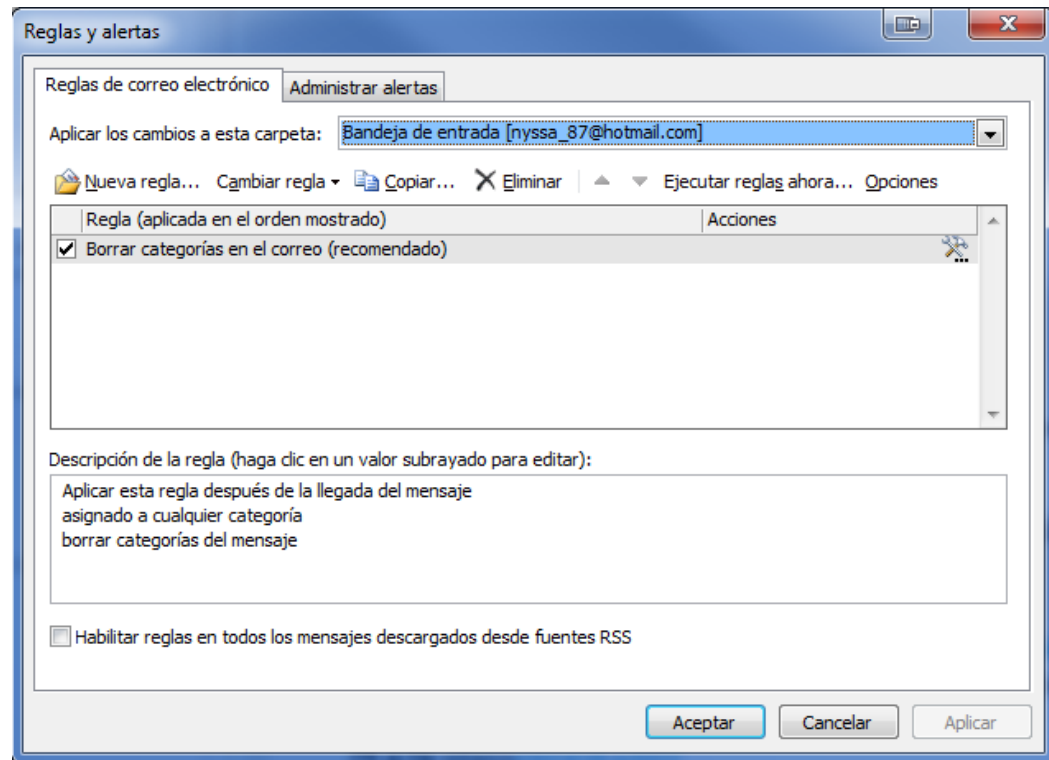 Reglas y alertas
Reglas de correo electrónico Administrar alertas
Aplicar los cambios a esta carpeta: Bandeja de entrada [nyssa_87@hotmail.com]
Nueva regla... Cambiar regla Copiar... Eliminar Ejecutar reglas ahora... Opciones
Regla (aplicada en el orden mostrado) Acciones
Borrar categorías en el correo (recomendado)
Descripción de la regla (haga clic en un valor subrayado para editar):
Aplicar esta regla después de la llegada del mensaje
asignado a cualquier categoría
borrar categorías del mensaje
Habilitar reglas en todos los mensajes descargados desde fuentes RSS
Aceptar Cancelar Aplicar